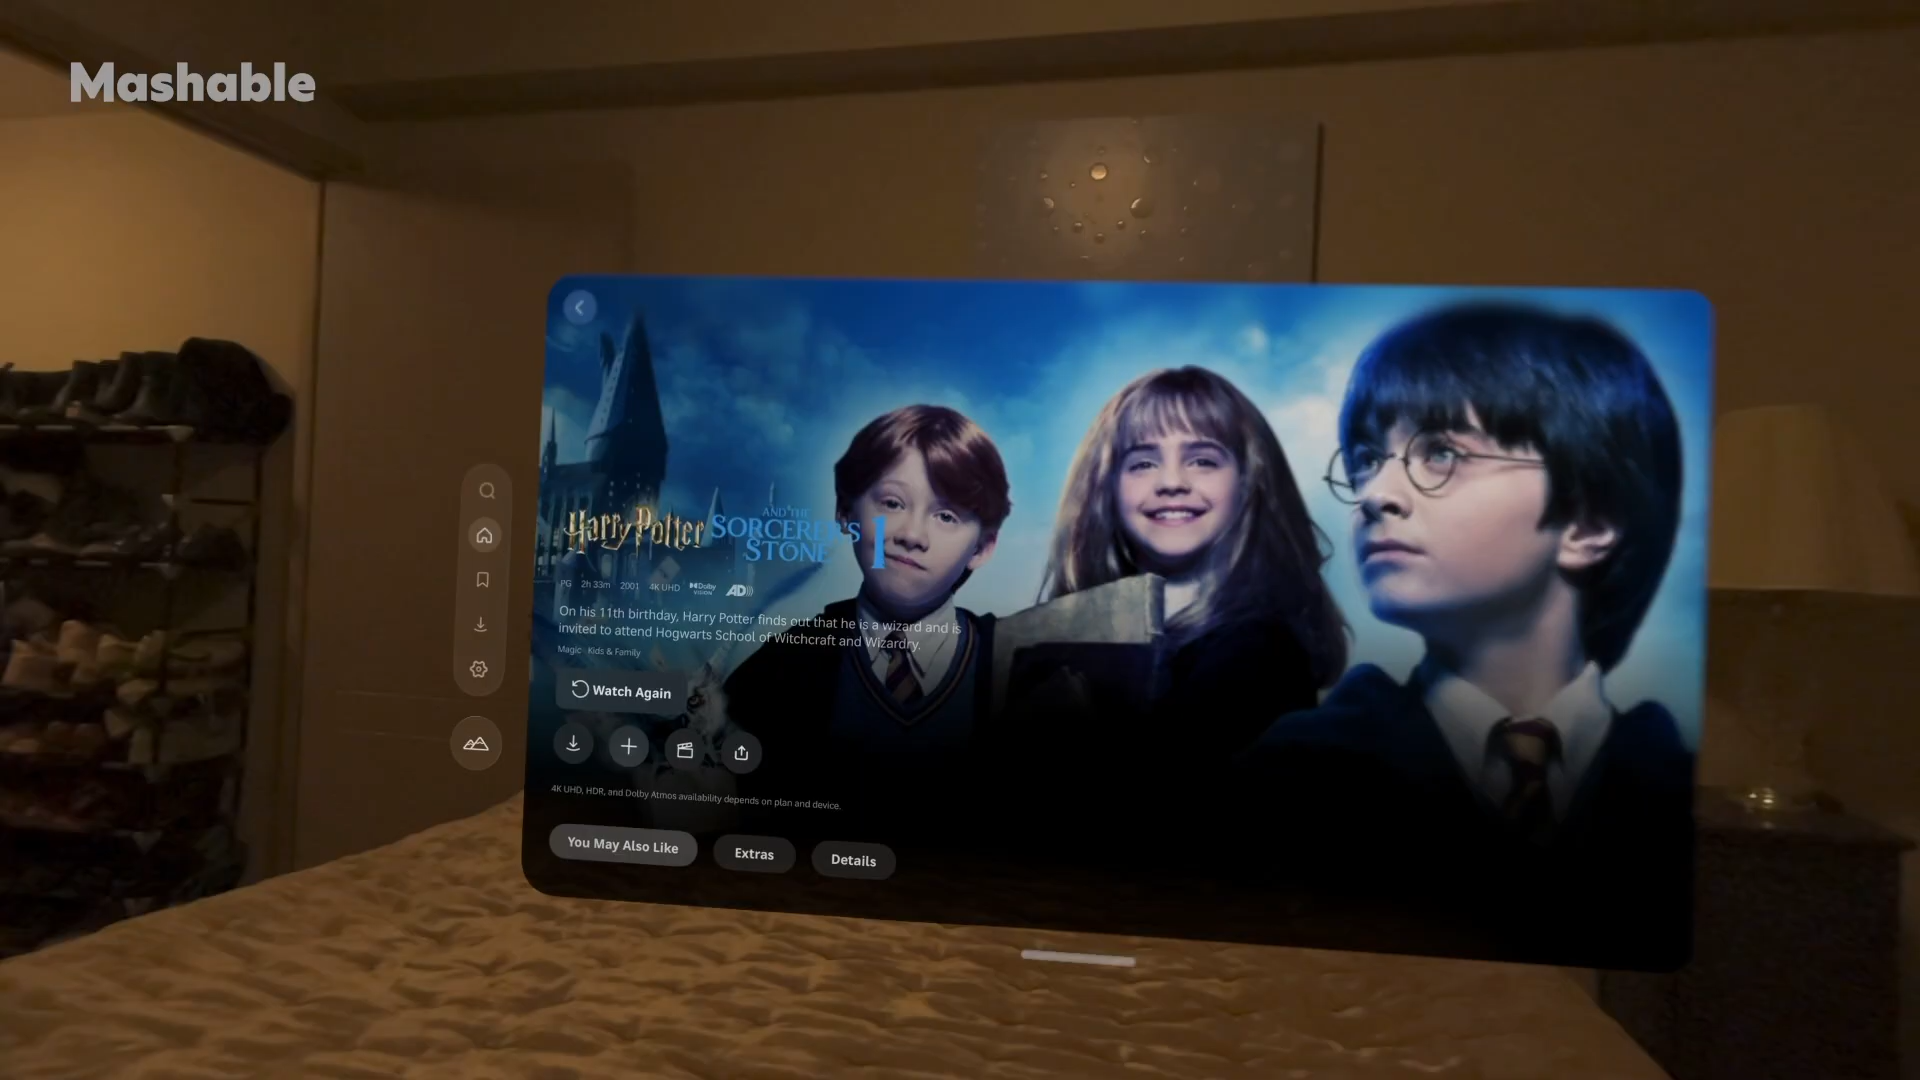 Mashable
Harry Potter
AND THE
SORCERER'S
STONE
1
PG 2h 33m 2001 4K UHD Dolby VISION AD
On his 11th birthday, Harry Potter finds out that he is a wizard and is
invited to attend Hogwarts School of Witchcraft and Wizardry.
Magic Kids & Family
Watch Again
4K UHD, HDR, and Dolby Atmos availability depends on plan and device.
You May Also Like Extras Details